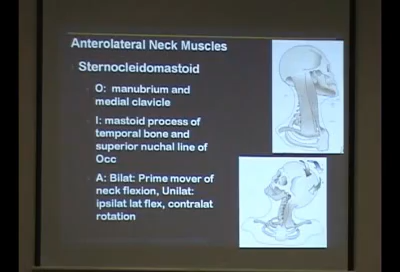 Anterolateral Neck Muscles
Sternocleidomastoid
O: manubrium and
medial clavicle
I: mastoid process of
temporal bone and
superior nuchal line of
Occ
A: Bilat: Prime mover of
neck flexion, Unilat:
ipsilat lat flex, contralat
rotation